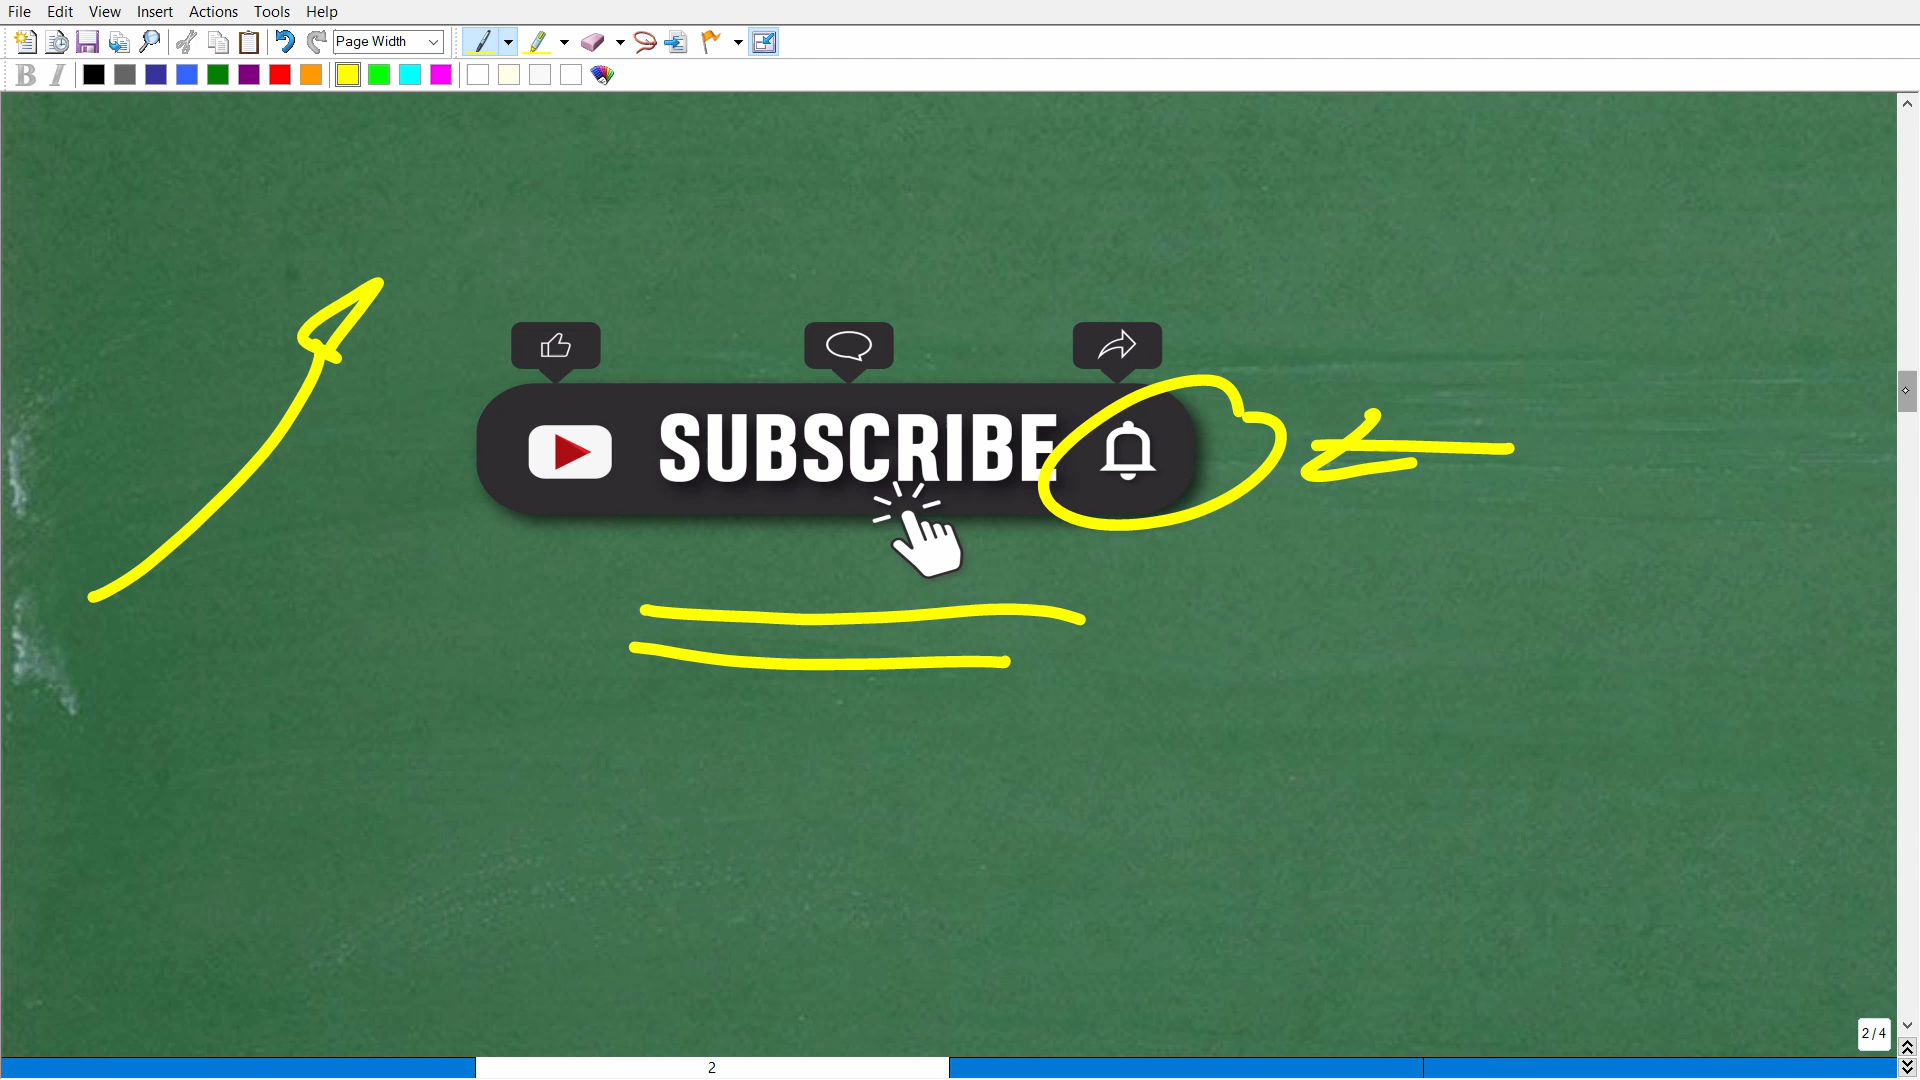 File Edit View Insert Actions Tools Help
Page Width
B I
SUBSCRIBE
2 / 4
2